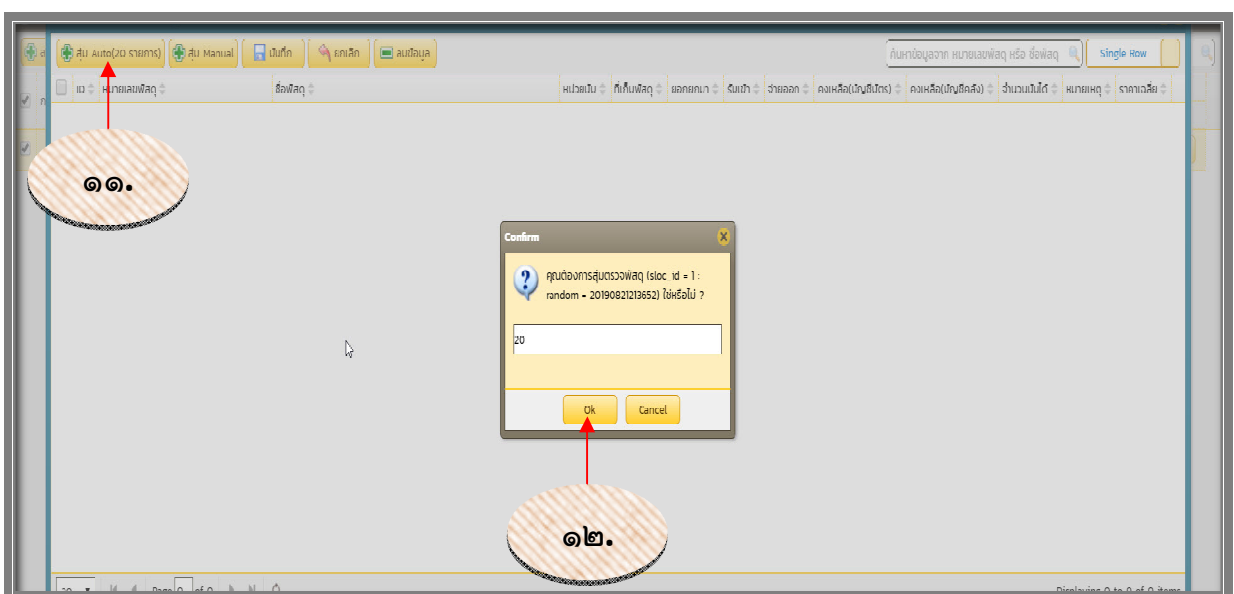 สุ่ม Auto(20 รายการ) สุ่ม Manual บันทึก ยกเลิก ลบข้อมูล ค้นหาข้อมูลจาก หมายเลขพัสดุ หรือ ชื่อพัสดุ Single Row
หมายเลขพัสดุ ชื่อพัสดุ หน่วยนับ ที่เก็บพัสดุ ยอดยกมา รับเข้า จ่ายออก คงเหลือ(บัญชีบัตร) คงเหลือ(บัญชีคลัง) จำนวนนับได้ หมายเหตุ ราคาเฉลี่ย
๑๑.
Confirm
คุณต้องการสุ่มตรวจพัสดุ (sloc_id = 1 :
random = 20190821213652) ใช่หรือไม่ ?
20
Ok Cancel
๑๒.
20 Page 0 of 0 Displaying 0 to 0 of 0 items